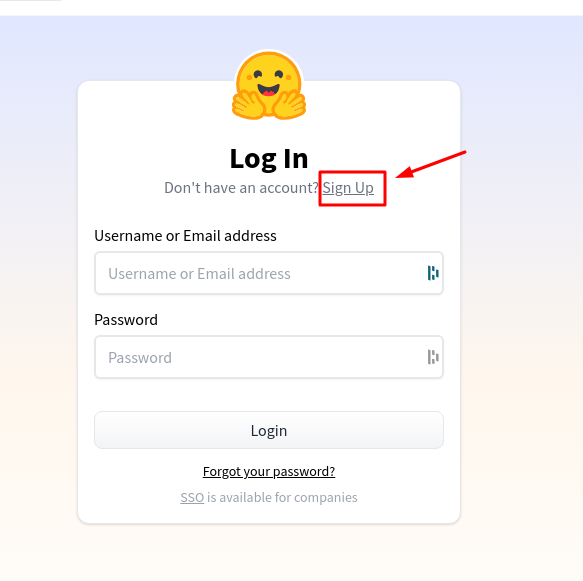 Log In
Don't have an account? Sign Up
Username or Email address
Username or Email address
Password
Password
Login
Forgot your password?
SSO is available for companies